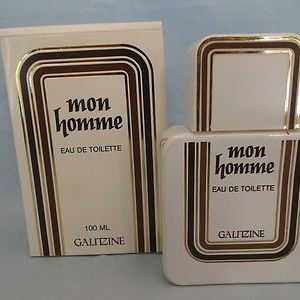 mon
homme
EAU DE TOILETTE
100 ML
GALITZINE
mon
homme
EAU DE TOILETTE
GALITZINE